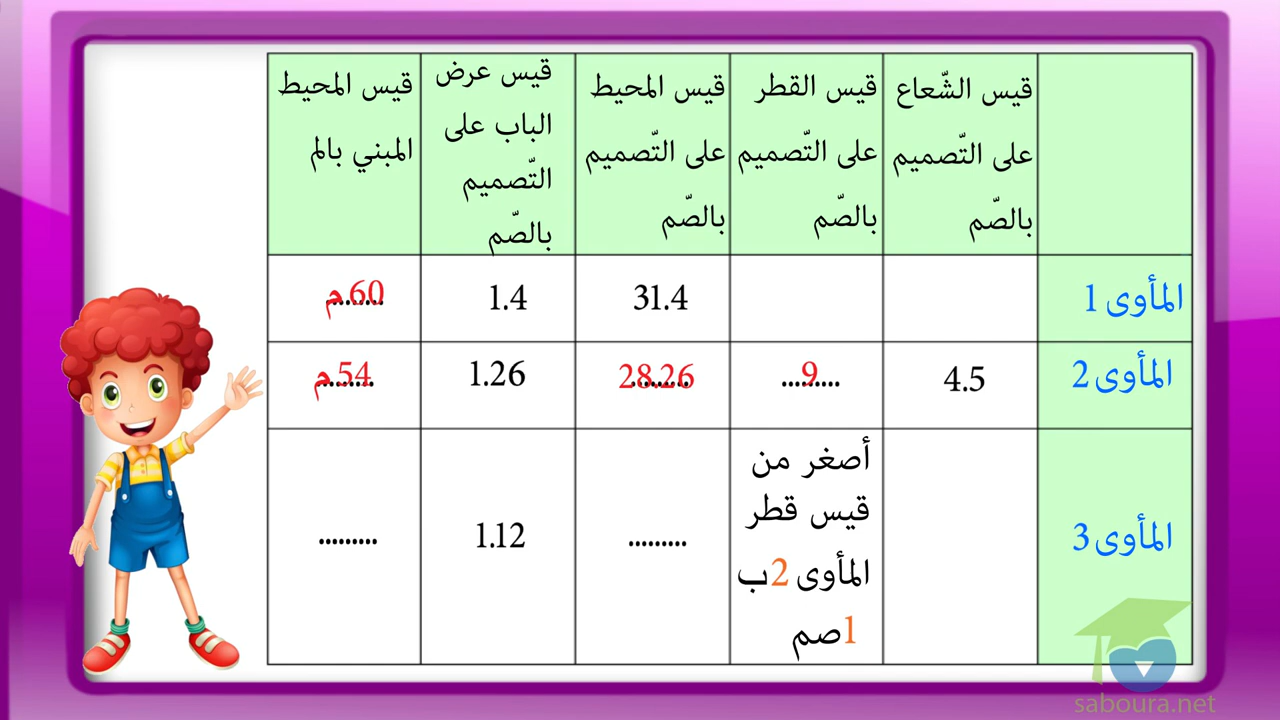 قيس الشّعاع
على التّصميم
بالصّم
قيس القطر
على التّصميم
بالصّم
قيس المحيط
على التّصميم
بالصّم
قيس عرض
الباب على
التّصميم
بالصّم
قيس المحيط
المبني بالم
المأوى 1
31.4
1.4
60م
المأوى 2
4.5
9
28.26
1.26
54م
المأوى 3
أصغر من
قيس قطر
المأوى 2 ب
1صم
.........
1.12
.........
saboura.net